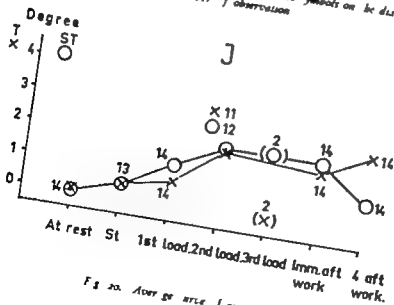 observation
Degree
T ST
×
4
J
3
× 11
2
12
14 2 14
1 13 ( ) × 14
0 14 14 14 14
2
(×)
At rest St 1st load. 2nd load. 3rd load Imm. aft 4 aft
work work.